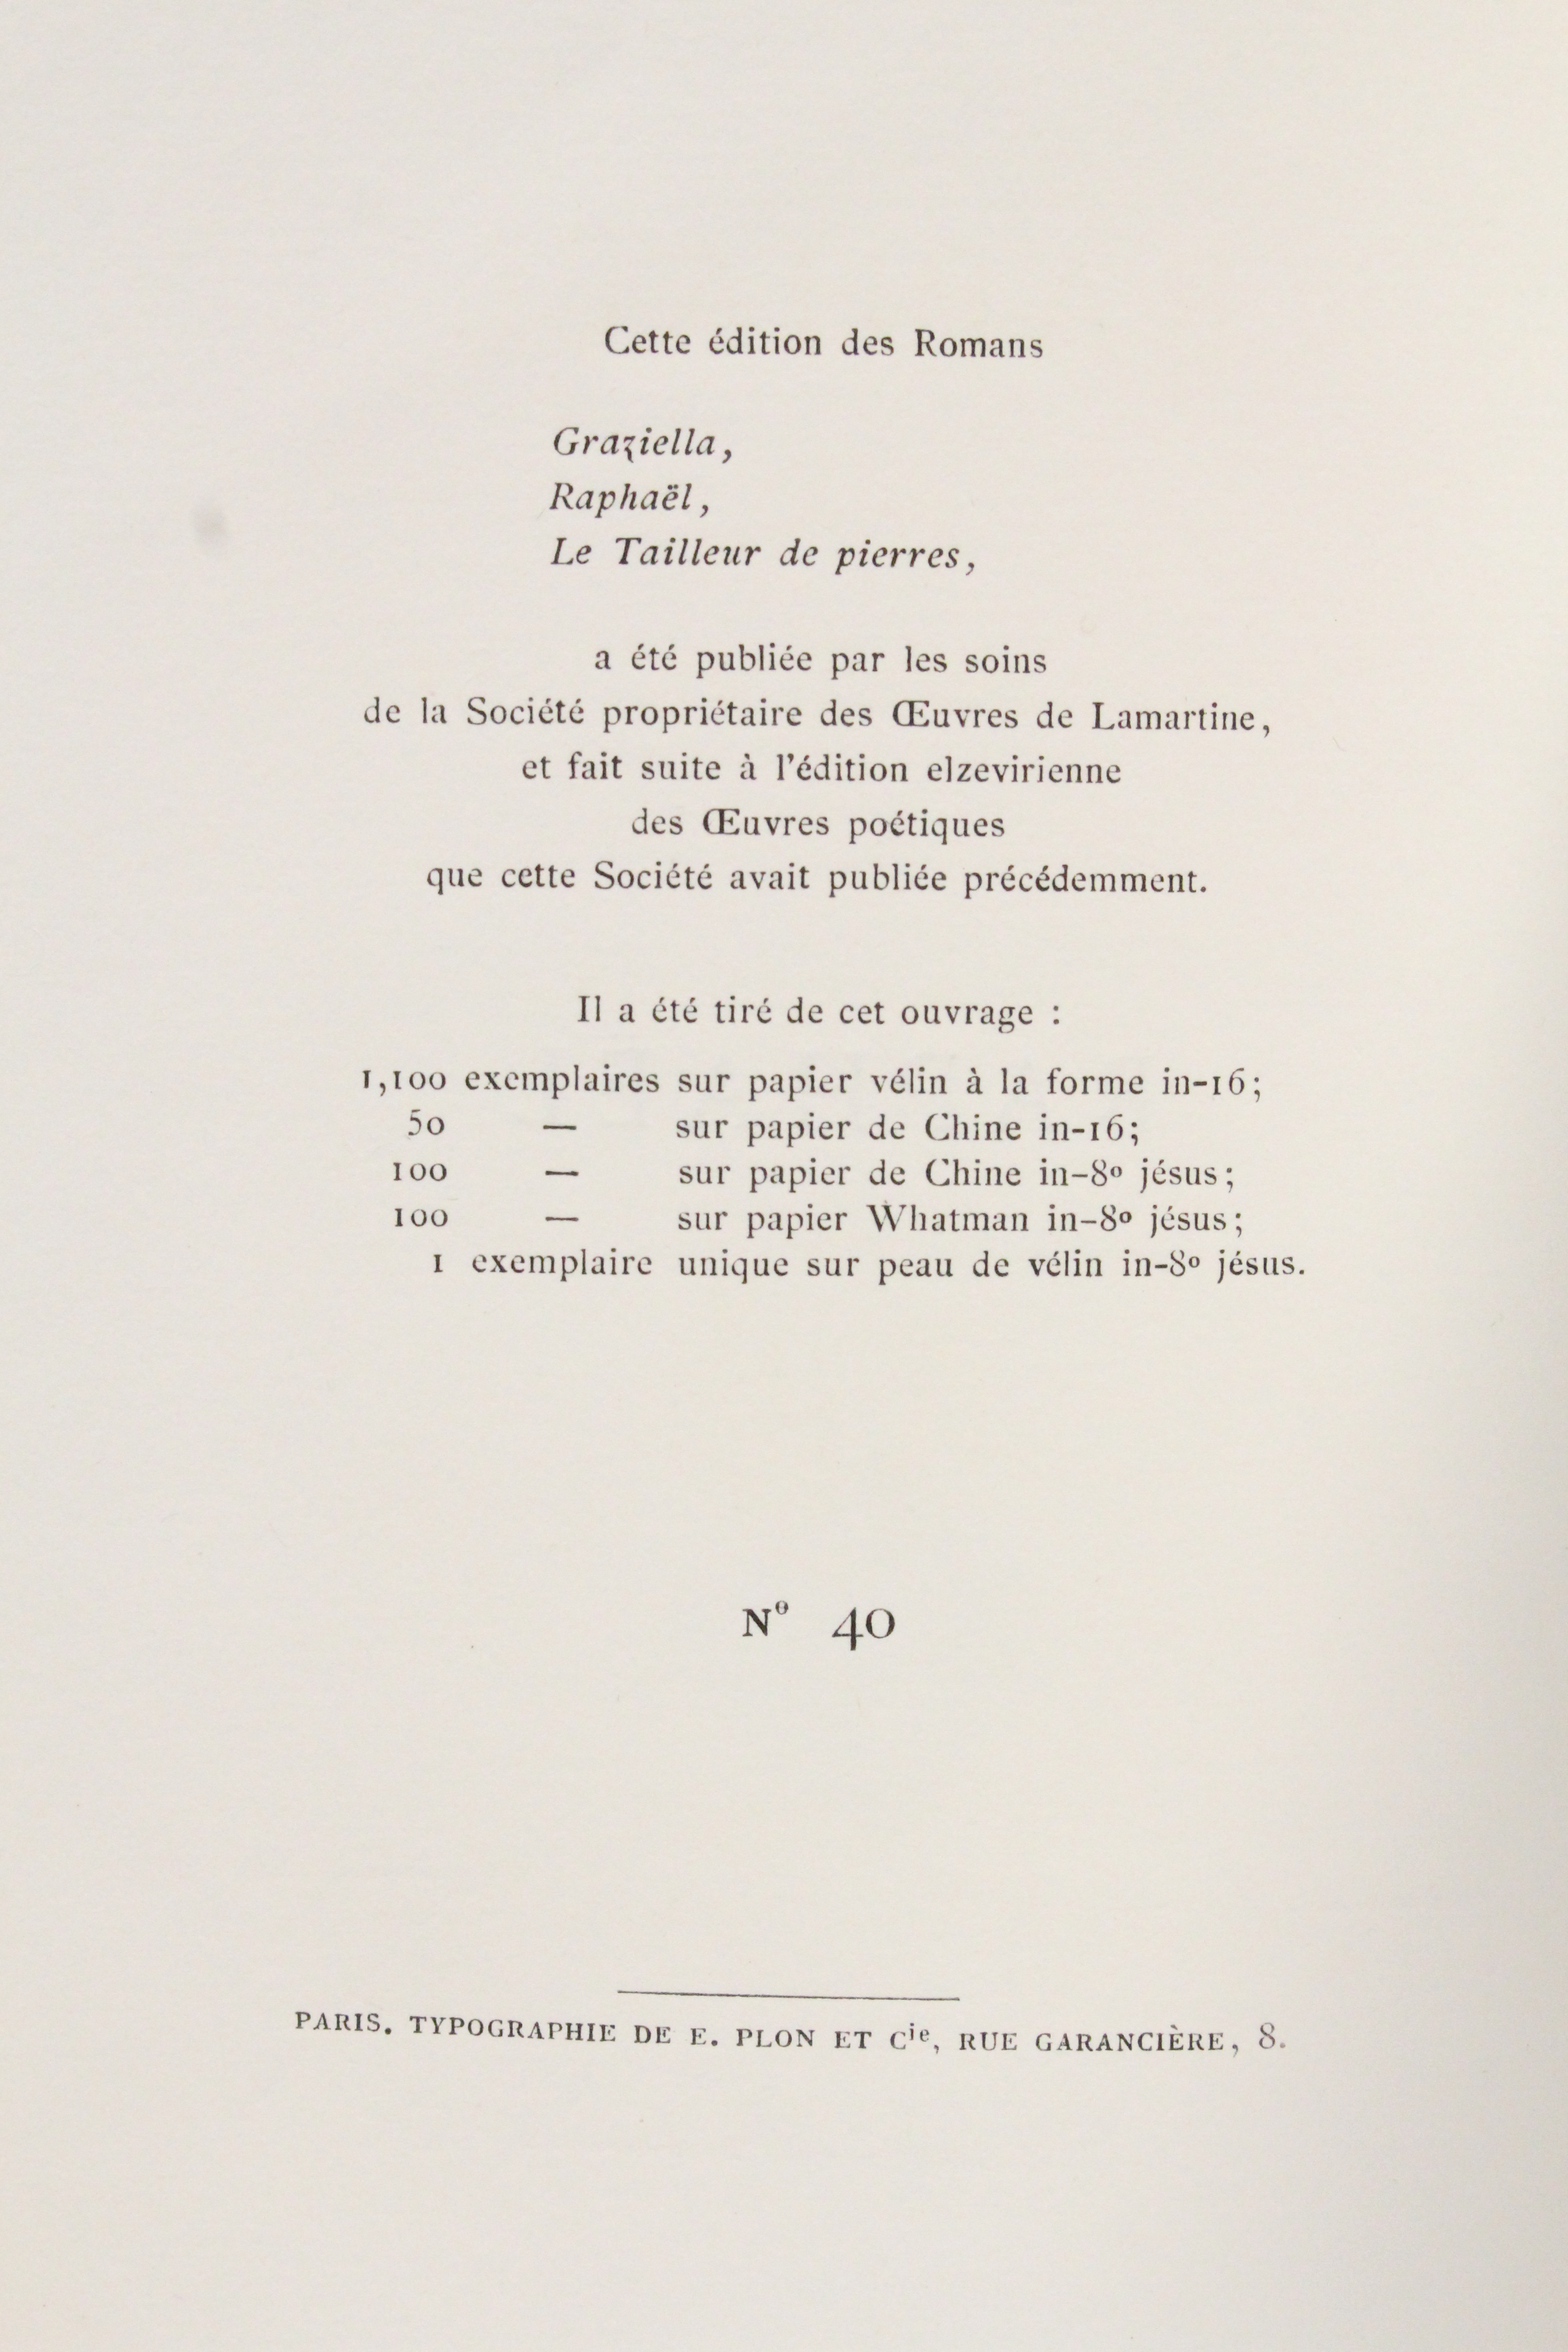 Cette édition des Romans
Graziella,
Raphaël,
Le Tailleur de pierres,
a été publiée par les soins
de la Société propriétaire des Œuvres de Lamartine,
et fait suite à l'édition elzevirienne
des Œuvres poétiques
que cette Société avait publiée précédemment.
Il a été tiré de cet ouvrage :
1,100 exemplaires sur papier vélin à la forme in-16;
50 — sur papier de Chine in-16;
100 — sur papier de Chine in-8º jésus;
100 — sur papier Whatman in-8º jésus;
1 exemplaire unique sur peau de vélin in-8º jésus.
Nº 40
PARIS. TYPOGRAPHIE DE E. PLON ET Cie, RUE GARANCIÈRE, 8.